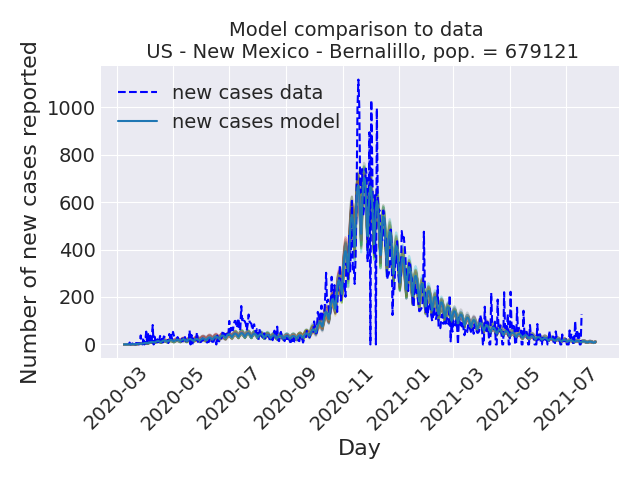 Model comparison to data
US - New Mexico - Bernalillo, pop. = 679121
Number of new cases reported
1000
800
600
400
200
0
new cases data
new cases model
2020-03
2020-05
2020-07
2020-09
2020-11
2021-01
2021-03
2021-05
2021-07
Day